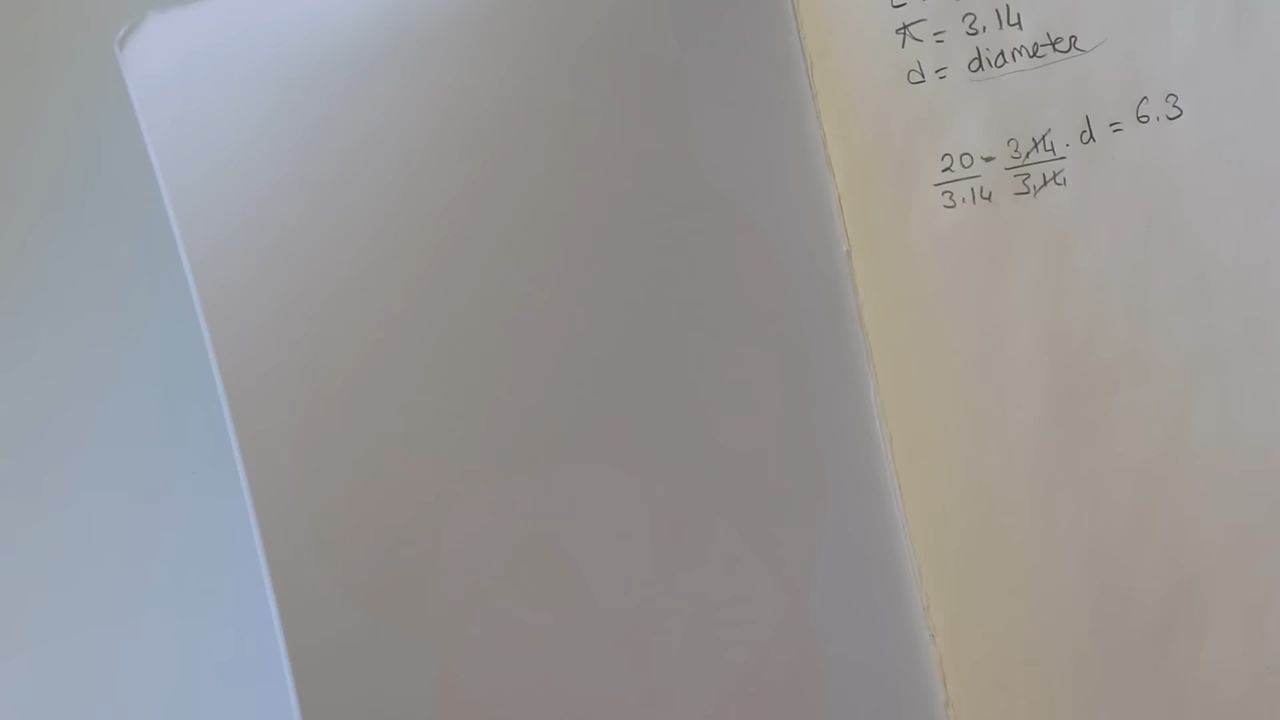 π = 3.14
d = diameter
20/3.14 - 3.14/3.14 . d = 6.3